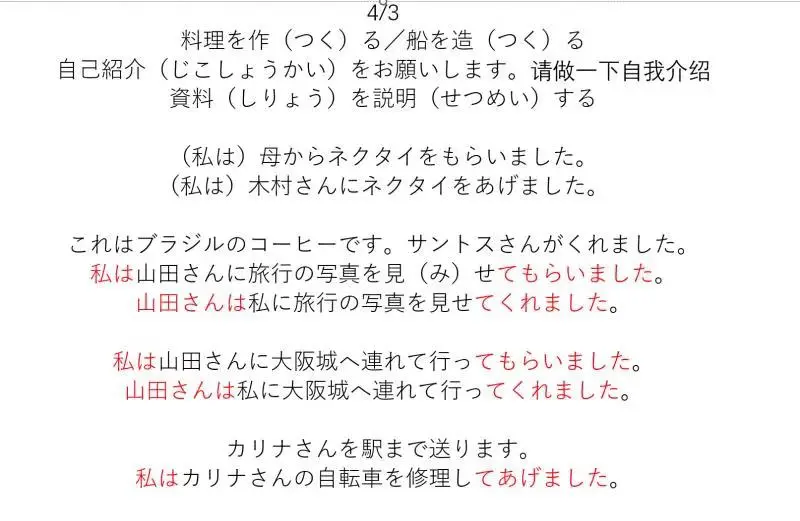 4/3
料理を作（つく）る／船を造（つく）る
自己紹介（じこしょうかい）をお願いします。请做一下自我介绍
資料（しりょう）を説明（せつめい）する
（私は）母からネクタイをもらいました。
（私は）木村さんにネクタイをあげました。
これはブラジルのコーヒーです。サントスさんがくれました。
私は山田さんに旅行の写真を見（み）せてもらいました。
山田さんは私に旅行の写真を見せてくれました。
私は山田さんに大阪城へ連れて行ってもらいました。
山田さんは私に大阪城へ連れて行ってくれました。
カリナさんを駅まで送ります。
私はカリナさんの自転車を修理してあげました。